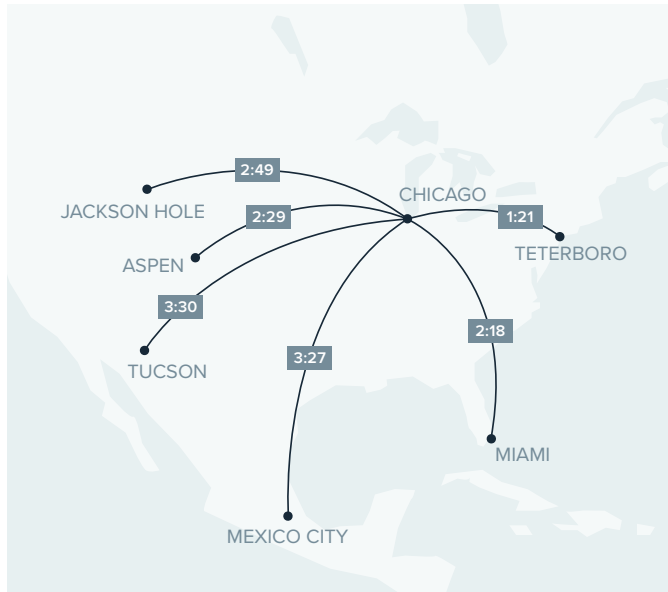 2:49
CHICAGO
JACKSON HOLE
2:29
1:21
TETERBORO
ASPEN
3:30
2:18
3:27
TUCSON
MIAMI
MEXICO CITY